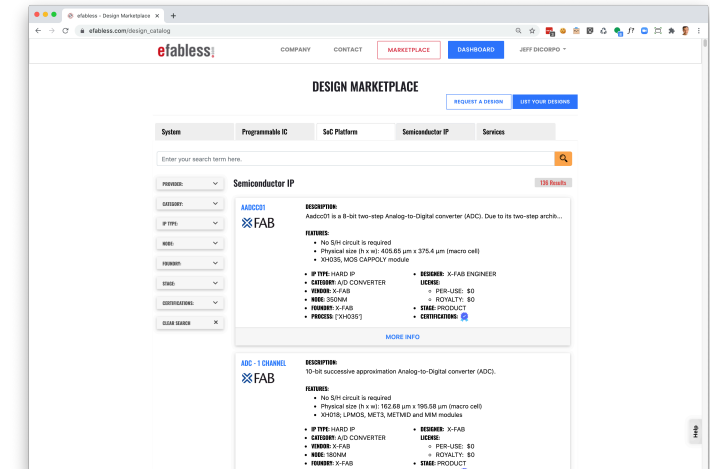 efabless - Design Marketplace
efabless.com/design_catalog
efabless
COMPANY CONTACT MARKETPLACE DASHBOARD JEFF DICORPO
DESIGN MARKETPLACE
REQUEST A DESIGN LIST YOUR DESIGNS
System Programmable IC SoC Platform Semiconductor IP Services
Enter your search term here.
PROVIDER:
CATEGORY:
IP TYPE:
NODE:
FOUNDRY:
STAGE:
CERTIFICATIONS:
CLEAR SEARCH
Semiconductor IP
130 Results
AADCC01
X FAB
DESCRIPTION:
Aadcc01 is a 8-bit two-step Analog-to-Digital converter (ADC). Due to its two-step archit...
FEATURES:
• No S/H circuit is required
• Physical size (h x w): 405.65 µm x 375.4 µm (macro cell)
• XH035, MOS CAPPOLY module
• IP TYPE: HARD IP
• CATEGORY: A/D CONVERTER
• VENDOR: X-FAB
• NODE: 350NM
• FOUNDRY: X-FAB
• PROCESS: ['XH035']
• DESIGNER: X-FAB ENGINEER
LICENSE:
PER-USE: $0
ROYALTY: $0
• STAGE: PRODUCT
• CERTIFICATIONS:
MORE INFO
ADC - 1 CHANNEL
X FAB
DESCRIPTION:
10-bit successive approximation Analog-to-Digital converter (ADC).
FEATURES:
• No S/H circuit is required
• Physical size (h x w): 162.68 µm x 195.58 µm (macro cell)
• XH018; LPMOS, MET3, METMID and MIM modules
• IP TYPE: HARD IP
• CATEGORY: A/D CONVERTER
• VENDOR: X-FAB
• NODE: 180NM
• FOUNDRY: X-FAB
• DESIGNER: X-FAB
LICENSE:
PER-USE: $0
ROYALTY: $0
• STAGE: PRODUCT
Help